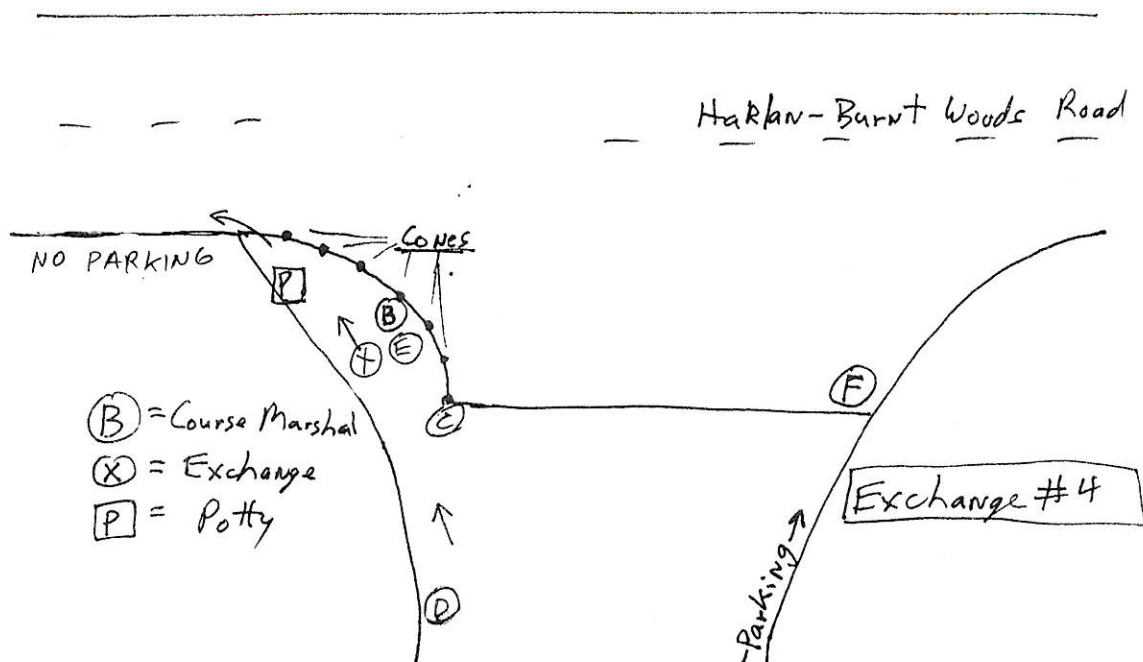 Harlan-Burnt Woods Road
Cones
NO PARKING
P
B
E
X
C
F
B = Course Marshal
X = Exchange
P = Potty
Exchange #4
D
Parking